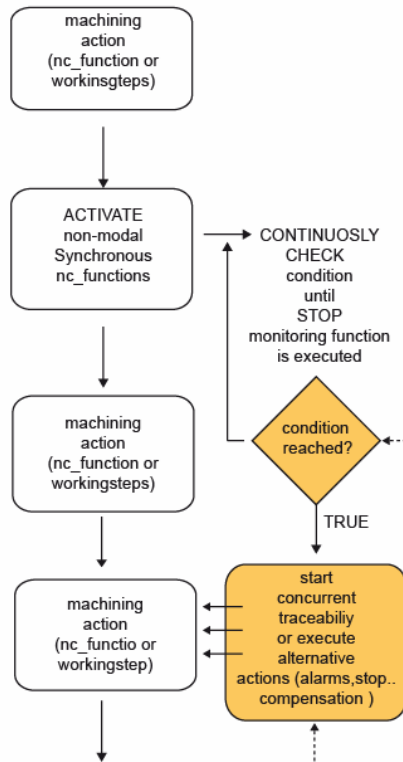 machining
action
(nc_function or
workinsgteps)
ACTIVATE
non-modal
Synchronous
nc_functions
CONTINUOSLY
CHECK
condition
until
STOP
monitoring function
is executed
machining
action
(nc_function or
workingsteps)
condition
reached?
TRUE
machining
action
(nc_functio or
workingstep)
start
concurrent
traceabiliy
or execute
alternative
actions (alarms,stop..
compensation )